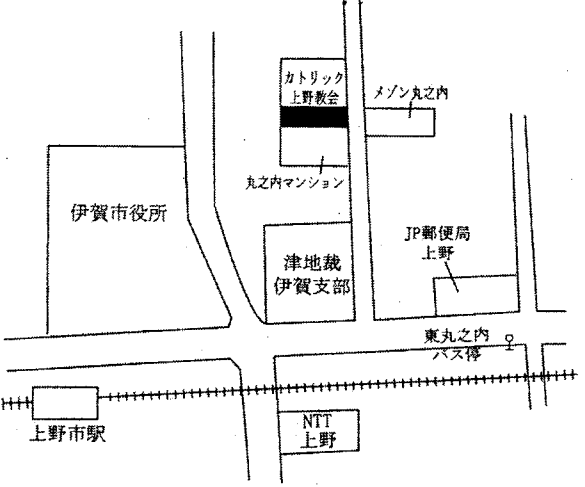 カトリック
上野教会
メゾン丸之内
丸之内マンション
伊賀市役所
JP郵便局
上野
津地裁
伊賀支部
東丸之内
バス停
上野市駅
NTT
上野